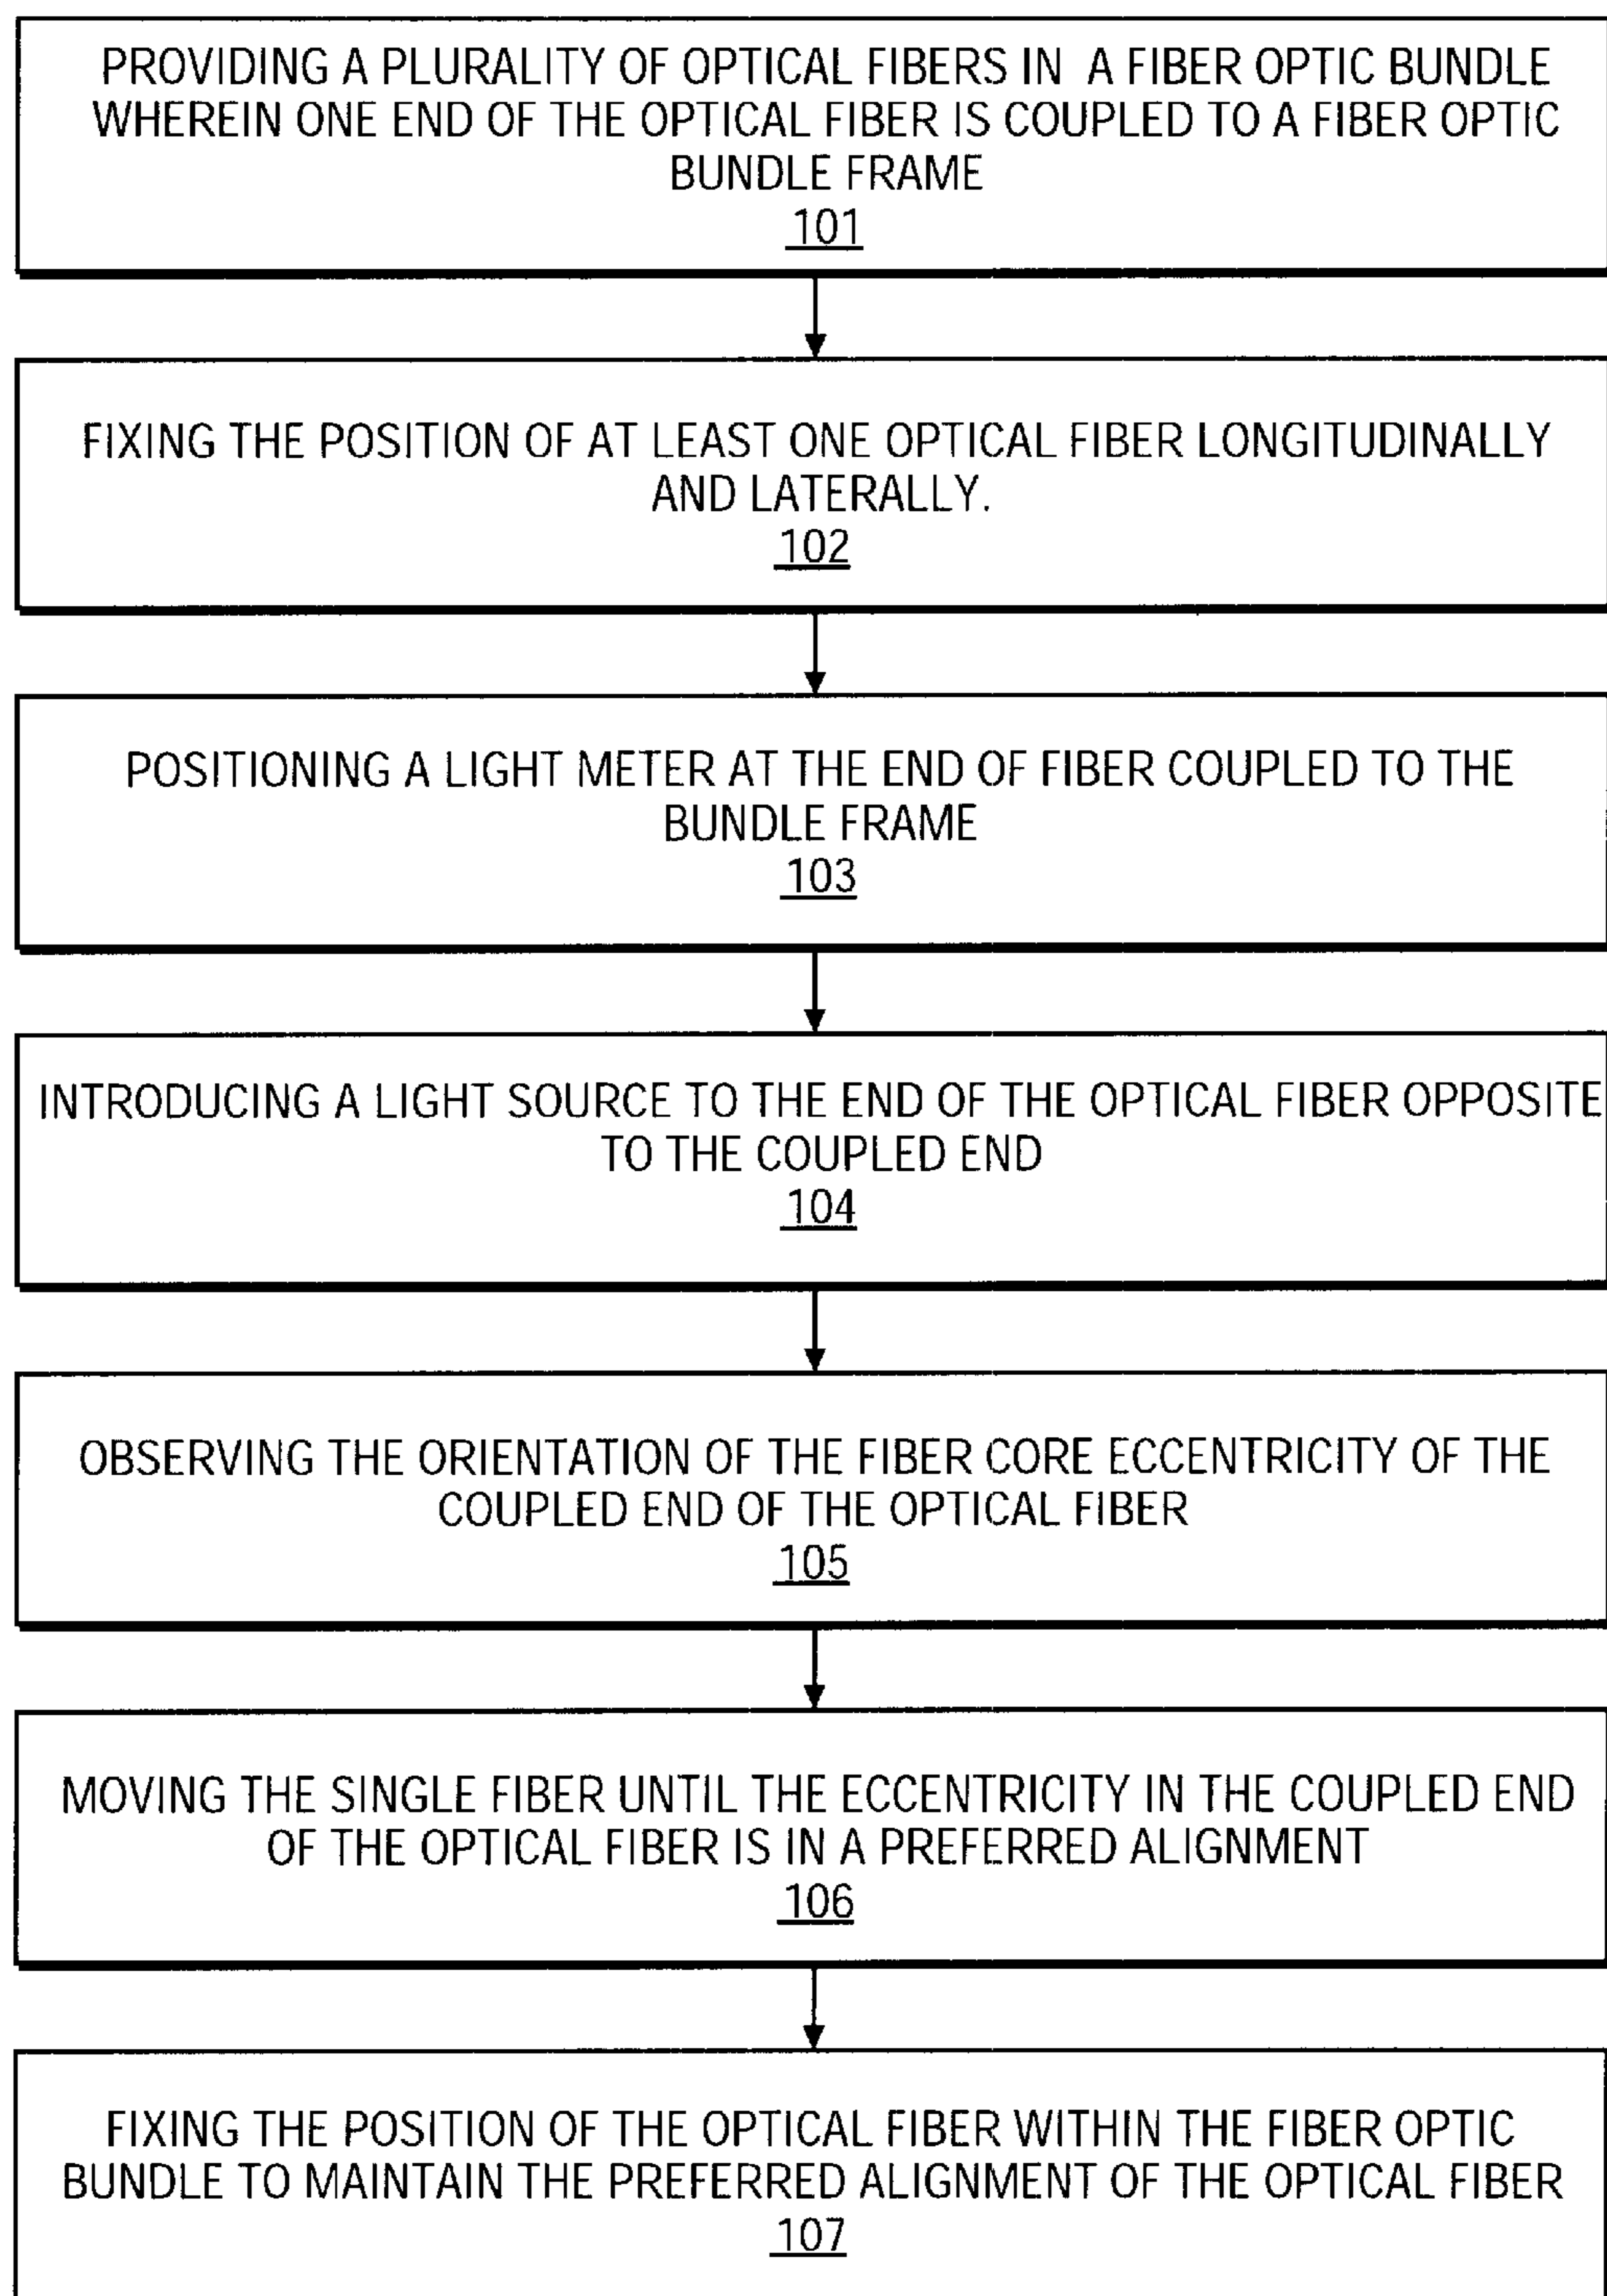 PROVIDING A PLURALITY OF OPTICAL FIBERS IN A FIBER OPTIC BUNDLE
WHEREIN ONE END OF THE OPTICAL FIBER IS COUPLED TO A FIBER OPTIC
BUNDLE FRAME
101
FIXING THE POSITION OF AT LEAST ONE OPTICAL FIBER LONGITUDINALLY
AND LATERALLY.
102
POSITIONING A LIGHT METER AT THE END OF FIBER COUPLED TO THE
BUNDLE FRAME
103
INTRODUCING A LIGHT SOURCE TO THE END OF THE OPTICAL FIBER OPPOSITE
TO THE COUPLED END
104
OBSERVING THE ORIENTATION OF THE FIBER CORE ECCENTRICITY OF THE
COUPLED END OF THE OPTICAL FIBER
105
MOVING THE SINGLE FIBER UNTIL THE ECCENTRICITY IN THE COUPLED END
OF THE OPTICAL FIBER IS IN A PREFERRED ALIGNMENT
106
FIXING THE POSITION OF THE OPTICAL FIBER WITHIN THE FIBER OPTIC
BUNDLE TO MAINTAIN THE PREFERRED ALIGNMENT OF THE OPTICAL FIBER
107